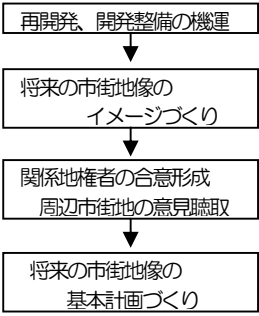 再開発、開発整備の機運
将来の市街地像の
イメージづくり
関係地権者の合意形成
周辺市街地の意見聴取
将来の市街地像の
基本計画づくり